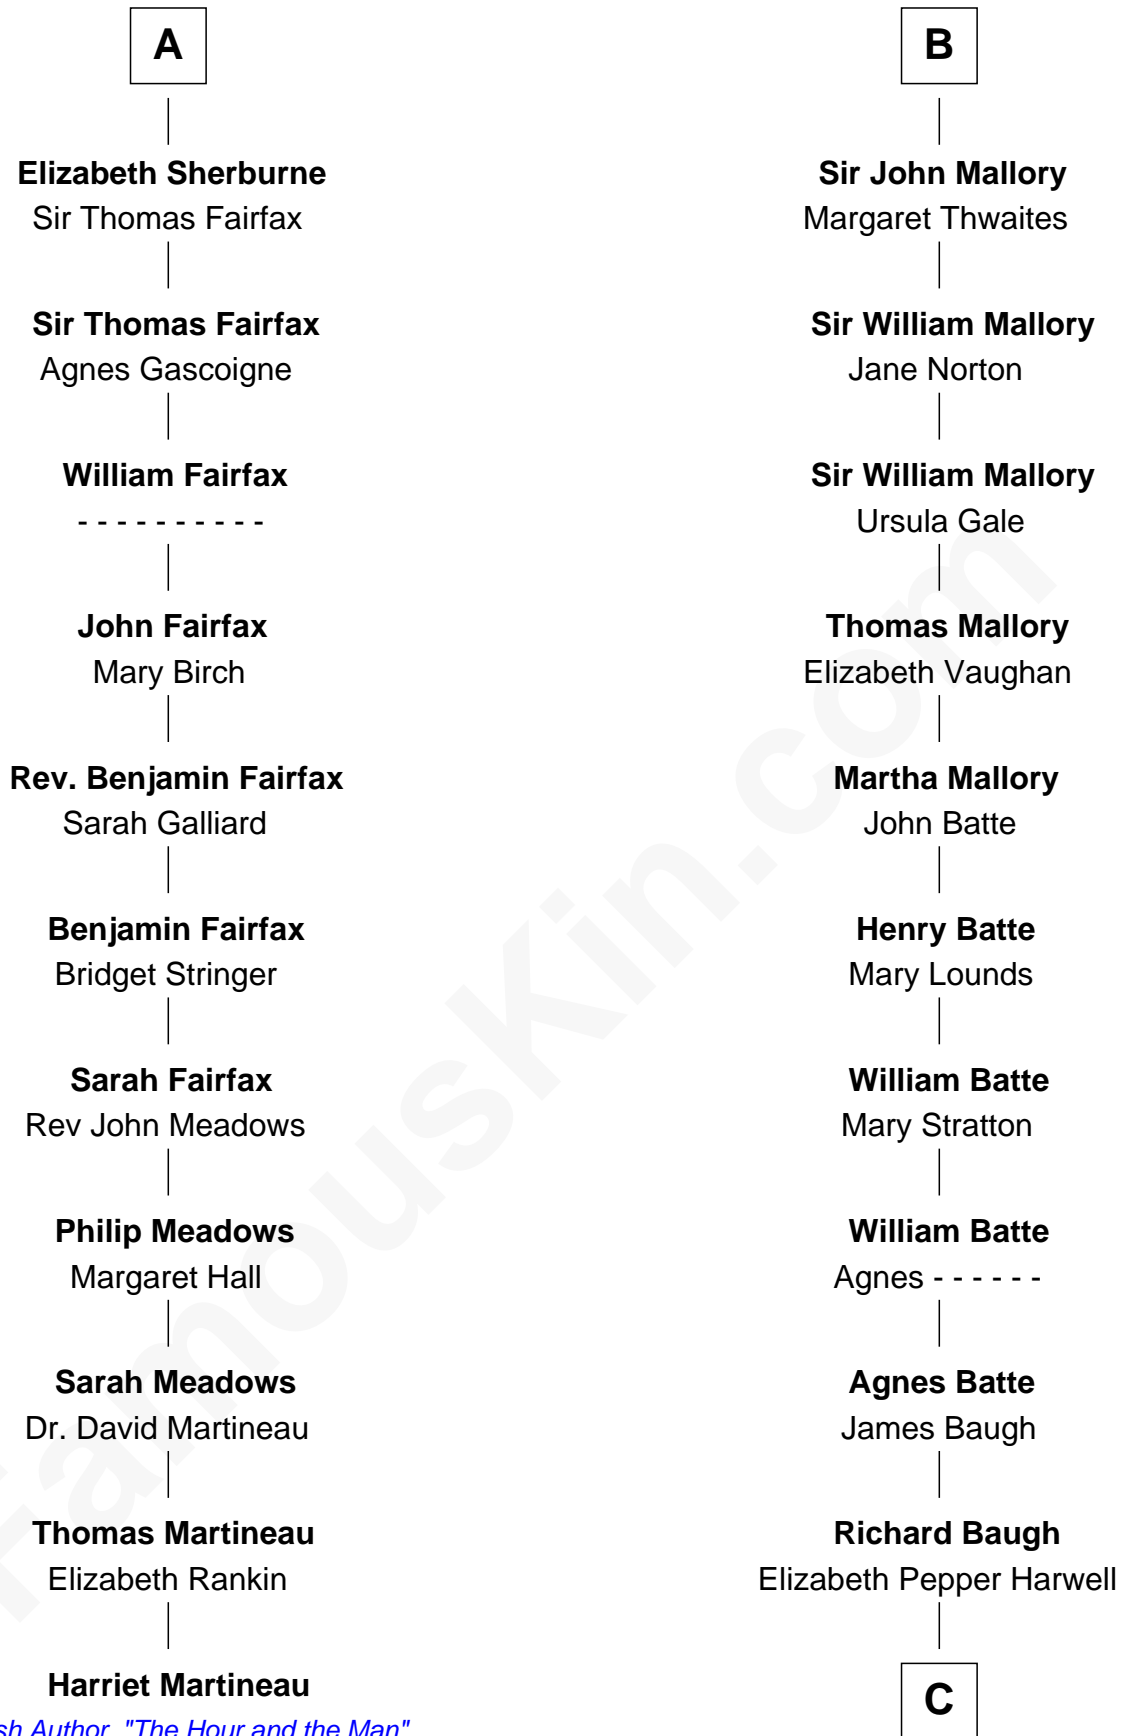 A
Elizabeth Sherburne
Sir Thomas Fairfax
Sir Thomas Fairfax
Agnes Gascoigne
William Fairfax
- - - - - - - - - -
John Fairfax
Mary Birch
Rev. Benjamin Fairfax
Sarah Galliard
Benjamin Fairfax
Bridget Stringer
Sarah Fairfax
Rev John Meadows
Philip Meadows
Margaret Hall
Sarah Meadows
Dr. David Martineau
Thomas Martineau
Elizabeth Rankin
Harriet Martineau
sh Author, "The Hour and the Man"
B
Sir John Mallory
Margaret Thwaites
Sir William Mallory
Jane Norton
Sir William Mallory
Ursula Gale
Thomas Mallory
Elizabeth Vaughan
Martha Mallory
John Batte
Henry Batte
Mary Lounds
William Batte
Mary Stratton
William Batte
Agnes - - - - - -
Agnes Batte
James Baugh
Richard Baugh
Elizabeth Pepper Harwell
C
FamousKin.com